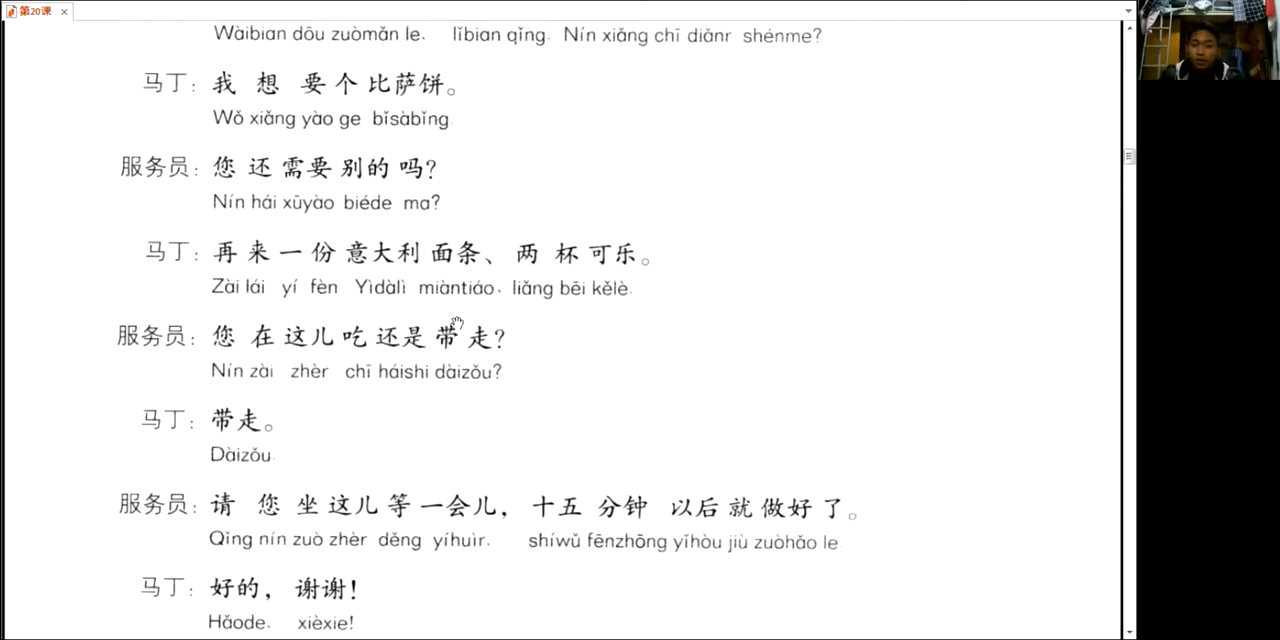 第20课
Wàibian dōu zuòmǎn le, lǐbian qǐng. Nín xiǎng chī diǎnr shénme?
马丁: 我想要个比萨饼。
Wǒ xiǎng yào ge bǐsàbǐng.
服务员: 您还需要别的吗?
Nín hái xūyào biéde ma?
马丁: 再来一份意大利面条、两杯可乐。
Zài lái yí fèn Yìdàlì miàntiáo、liǎng bēi kělè.
服务员: 您在这儿吃还是带走?
Nín zài zhèr chī háishi dàizǒu?
马丁: 带走。
Dàizǒu.
服务员: 请您坐这儿等一会儿, 十五分钟以后就做好了。
Qǐng nín zuò zhèr děng yíhuìr. shíwǔ fēnzhōng yǐhòu jiù zuòhǎo le.
马丁: 好的, 谢谢!
Hǎode, xièxie!